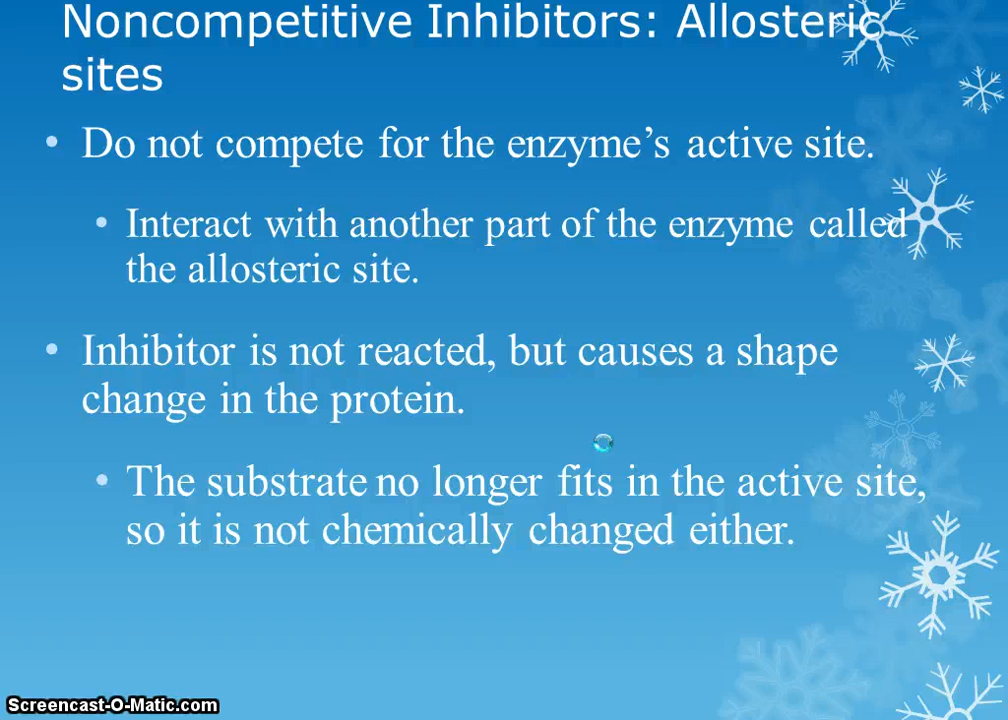 Noncompetitive Inhibitors: Allosteric
sites
• Do not compete for the enzyme’s active site.
• Interact with another part of the enzyme called
the allosteric site.
• Inhibitor is not reacted, but causes a shape
change in the protein.
• The substrate no longer fits in the active site,
so it is not chemically changed either.
Screencast-O-Matic.com